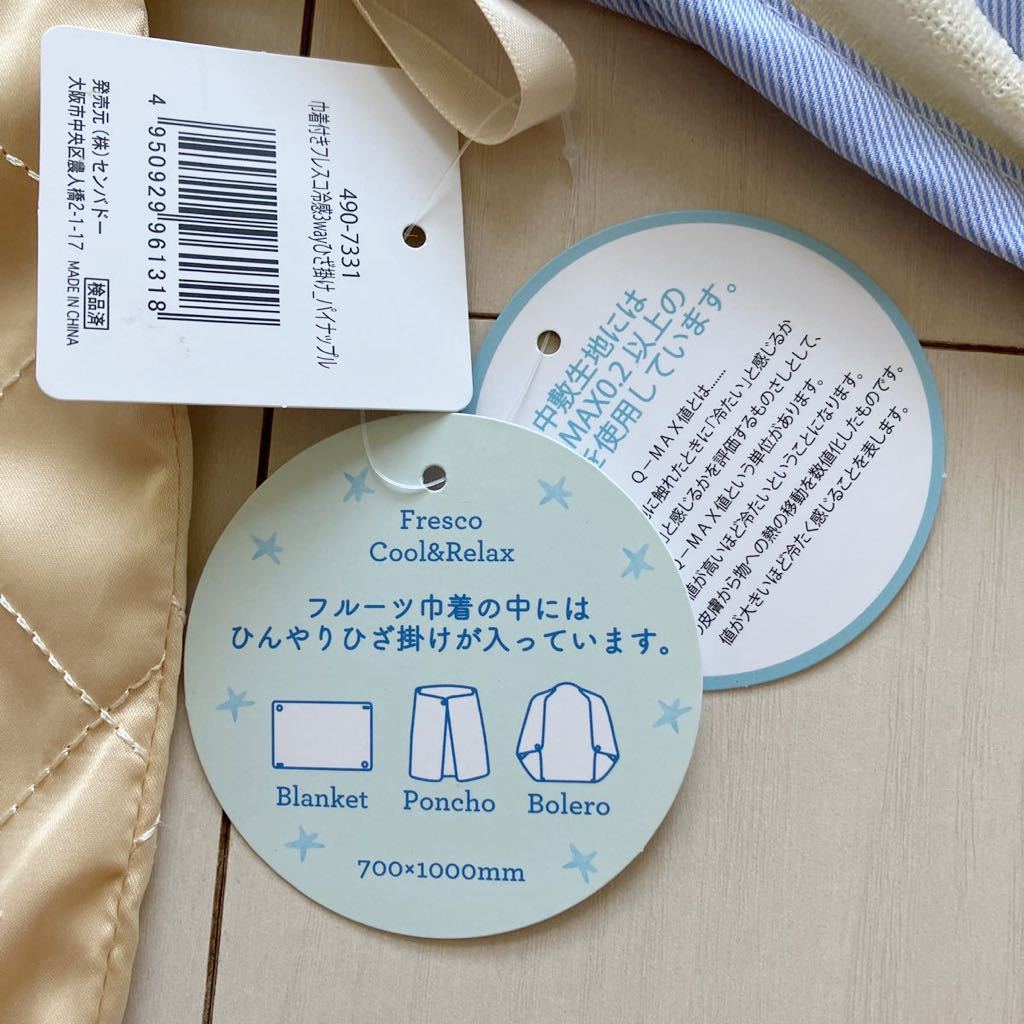 490-7331
巾着付きフレスコ冷感3wayひざ掛け_パイナップル
4 950929 961318
発売元 (株)センバドー
大阪市中央区農人橋2-1-17 MADE IN CHINA
検品済
中敷生地には
MAX0.2 以上の
使用しています。
Q－MAX値とは……
に触れたときに「冷たい」と感じるか
」と感じるかを評価するものさしとして、
Q－MAX値という単位があります。
値が高いほど冷たいということになります。
皮膚から物への熱の移動を数値化したものです。
値が大きいほど冷たく感じることを表します。
Fresco
Cool&Relax
フルーツ巾着の中には
ひんやりひざ掛けが入っています。
Blanket Poncho Bolero
700×1000mm